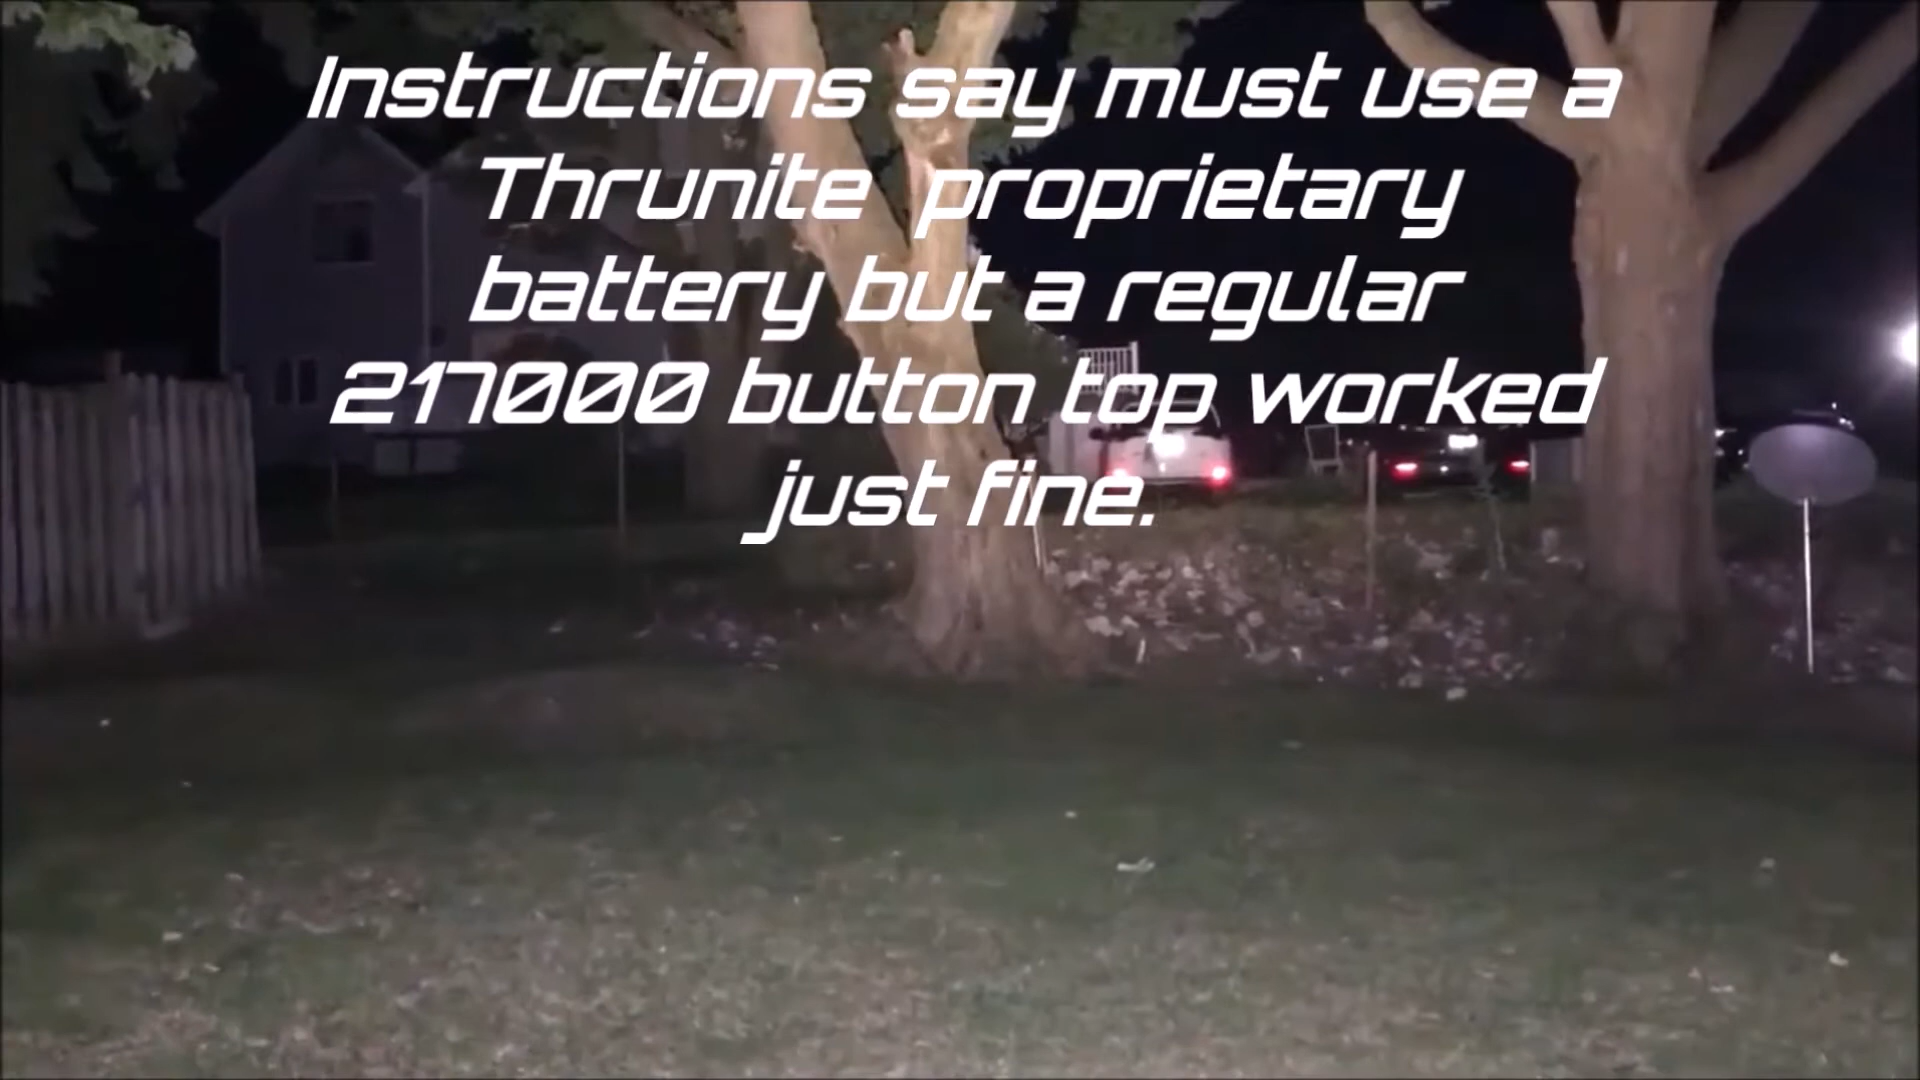 Instructions say must use a
Thrunite proprietary
battery but a regular
217000 button top worked
just fine.